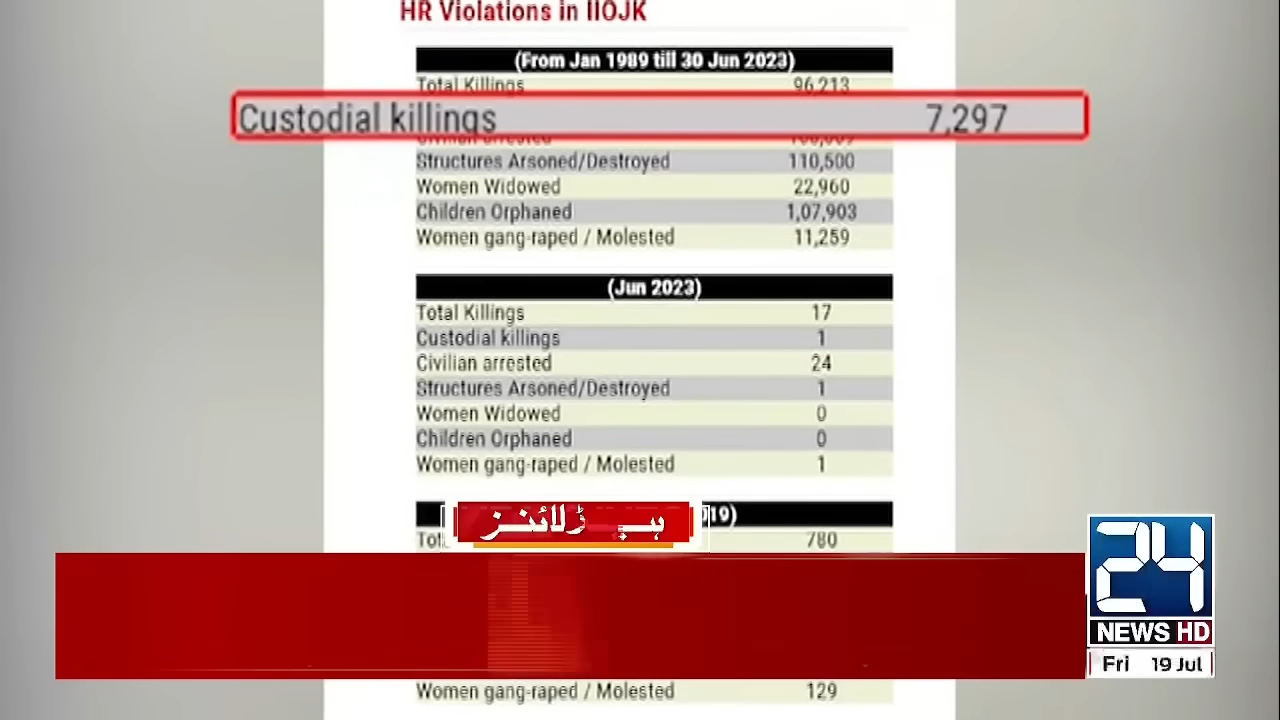 HR Violations in IIOJK
(From Jan 1989 till 30 Jun 2023)
Total Killings 96,213
Custodial killings 7,297
Civilian arrested
Structures Arsoned/Destroyed 110,500
Women Widowed 22,960
Children Orphaned 1,07,903
Women gang-raped / Molested 11,259
(Jun 2023)
Total Killings 17
Custodial killings 1
Civilian arrested 24
Structures Arsoned/Destroyed 1
Women Widowed 0
Children Orphaned 0
Women gang-raped / Molested 1
19)
780
ہیڈلائنز
24
NEWS HD
Fri 19 Jul
Women gang-raped / Molested 129